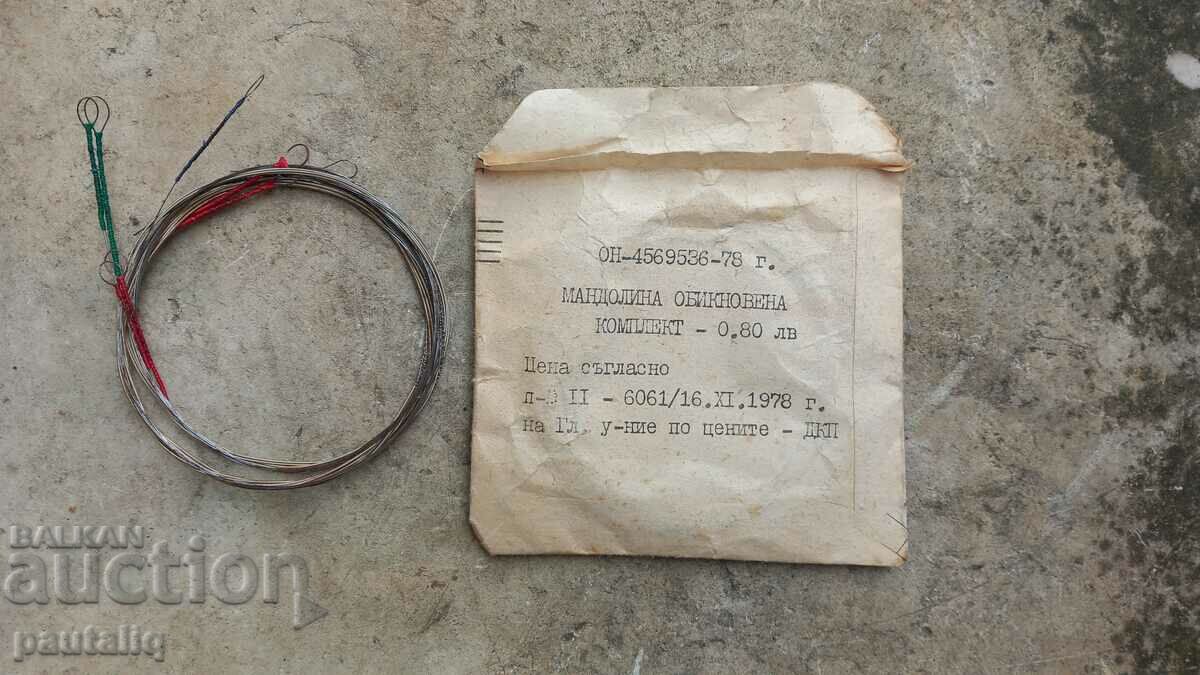 ОН-4569536-78 г.
МАНДОЛИНА ОБИКНОВЕНА
КОМПЛЕКТ - 0.80 лв
Цена съгласно
II - 6061/16.XI.1978 г.
на Гл. у-ние по цените - ДКП
BALKAN
auction
pautaliq